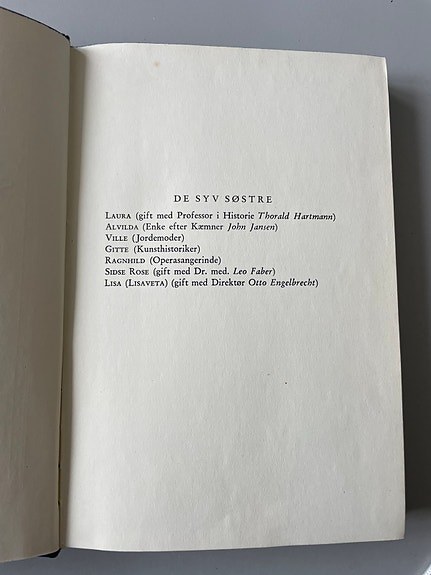 DE SYV SØSTRE
LAURA (gift med Professor i Historie Thorald Hartmann)
ALVILDA (Enke efter Kæmner John Jansen)
VILLE (Jordemoder)
GITTE (Kunsthistoriker)
RAGNHILD (Operasangerinde)
SIDSE ROSE (gift med Dr. med. Leo Faber)
LISA (LISAVETA) (gift med Direktør Otto Engelbrecht)